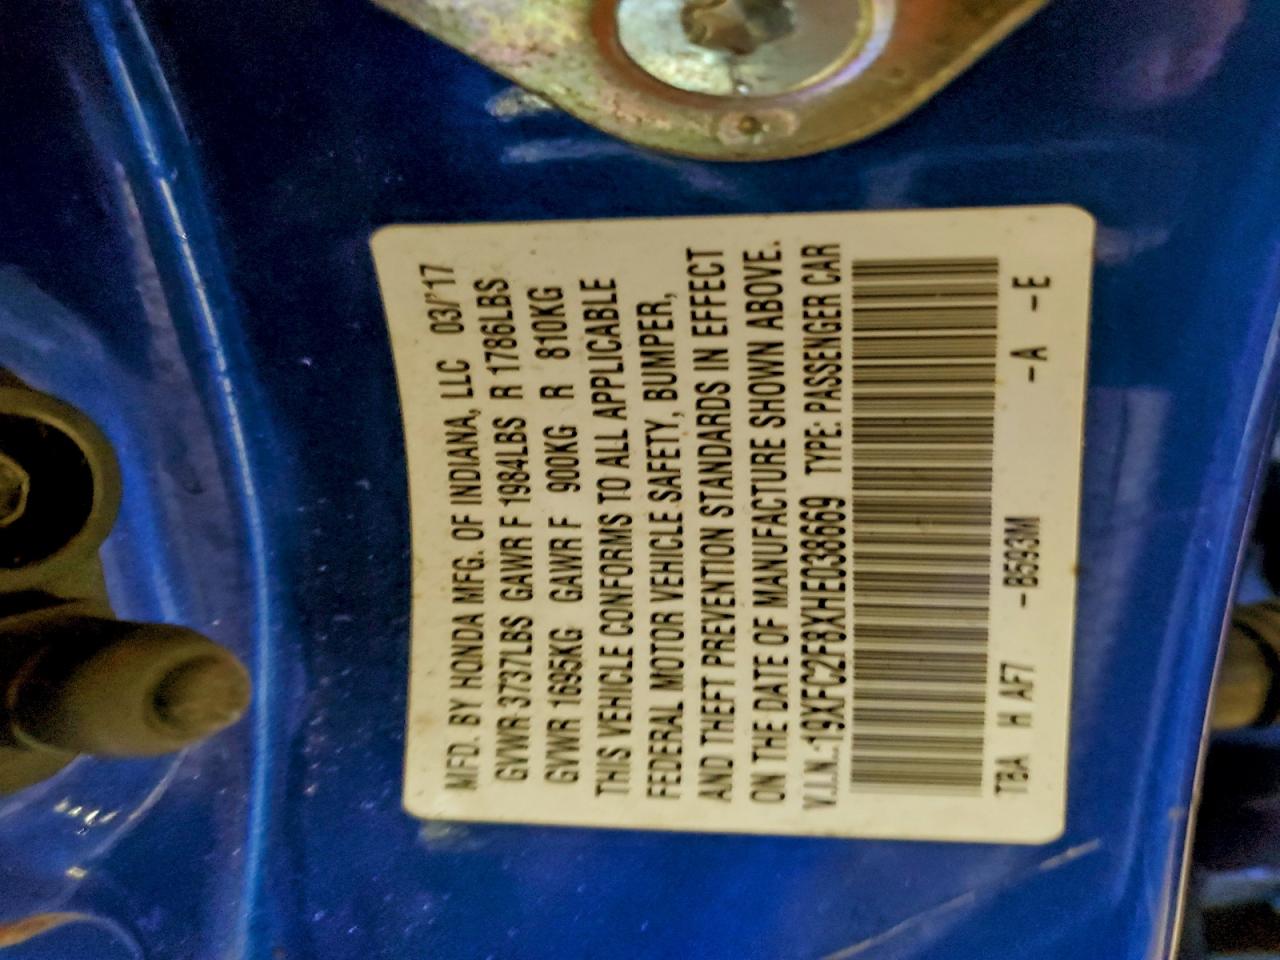 MFD. BY HONDA MFG. OF INDIANA, LLC 03/'17
GVWR 3737LBS GAWR F 1984LBS R 1786LBS
GVWR 1695KG GAWR F 900KG R 810KG
THIS VEHICLE CONFORMS TO ALL APPLICABLE
FEDERAL MOTOR VEHICLE SAFETY, BUMPER,
AND THEFT PREVENTION STANDARDS IN EFFECT
ON THE DATE OF MANUFACTURE SHOWN ABOVE.
V.I.N.:19XFC2F8XHE038669 TYPE: PASSENGER CAR
TBA H AF7 -B593M -A -E